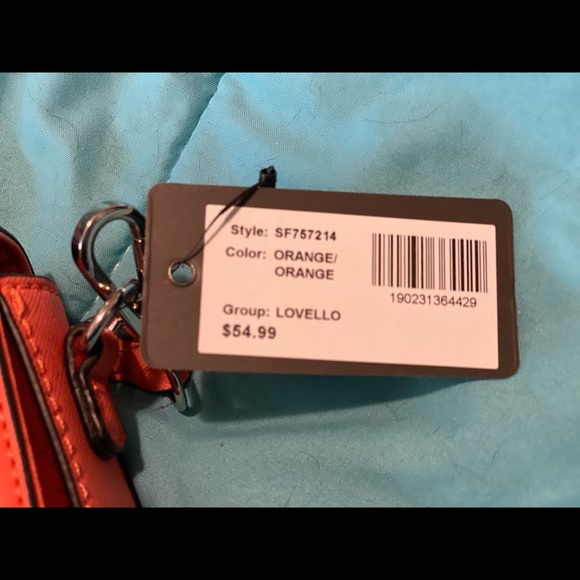 Style: SF757214
Color: ORANGE/
ORANGE
Group: LOVELLO
$54.99
190231364429